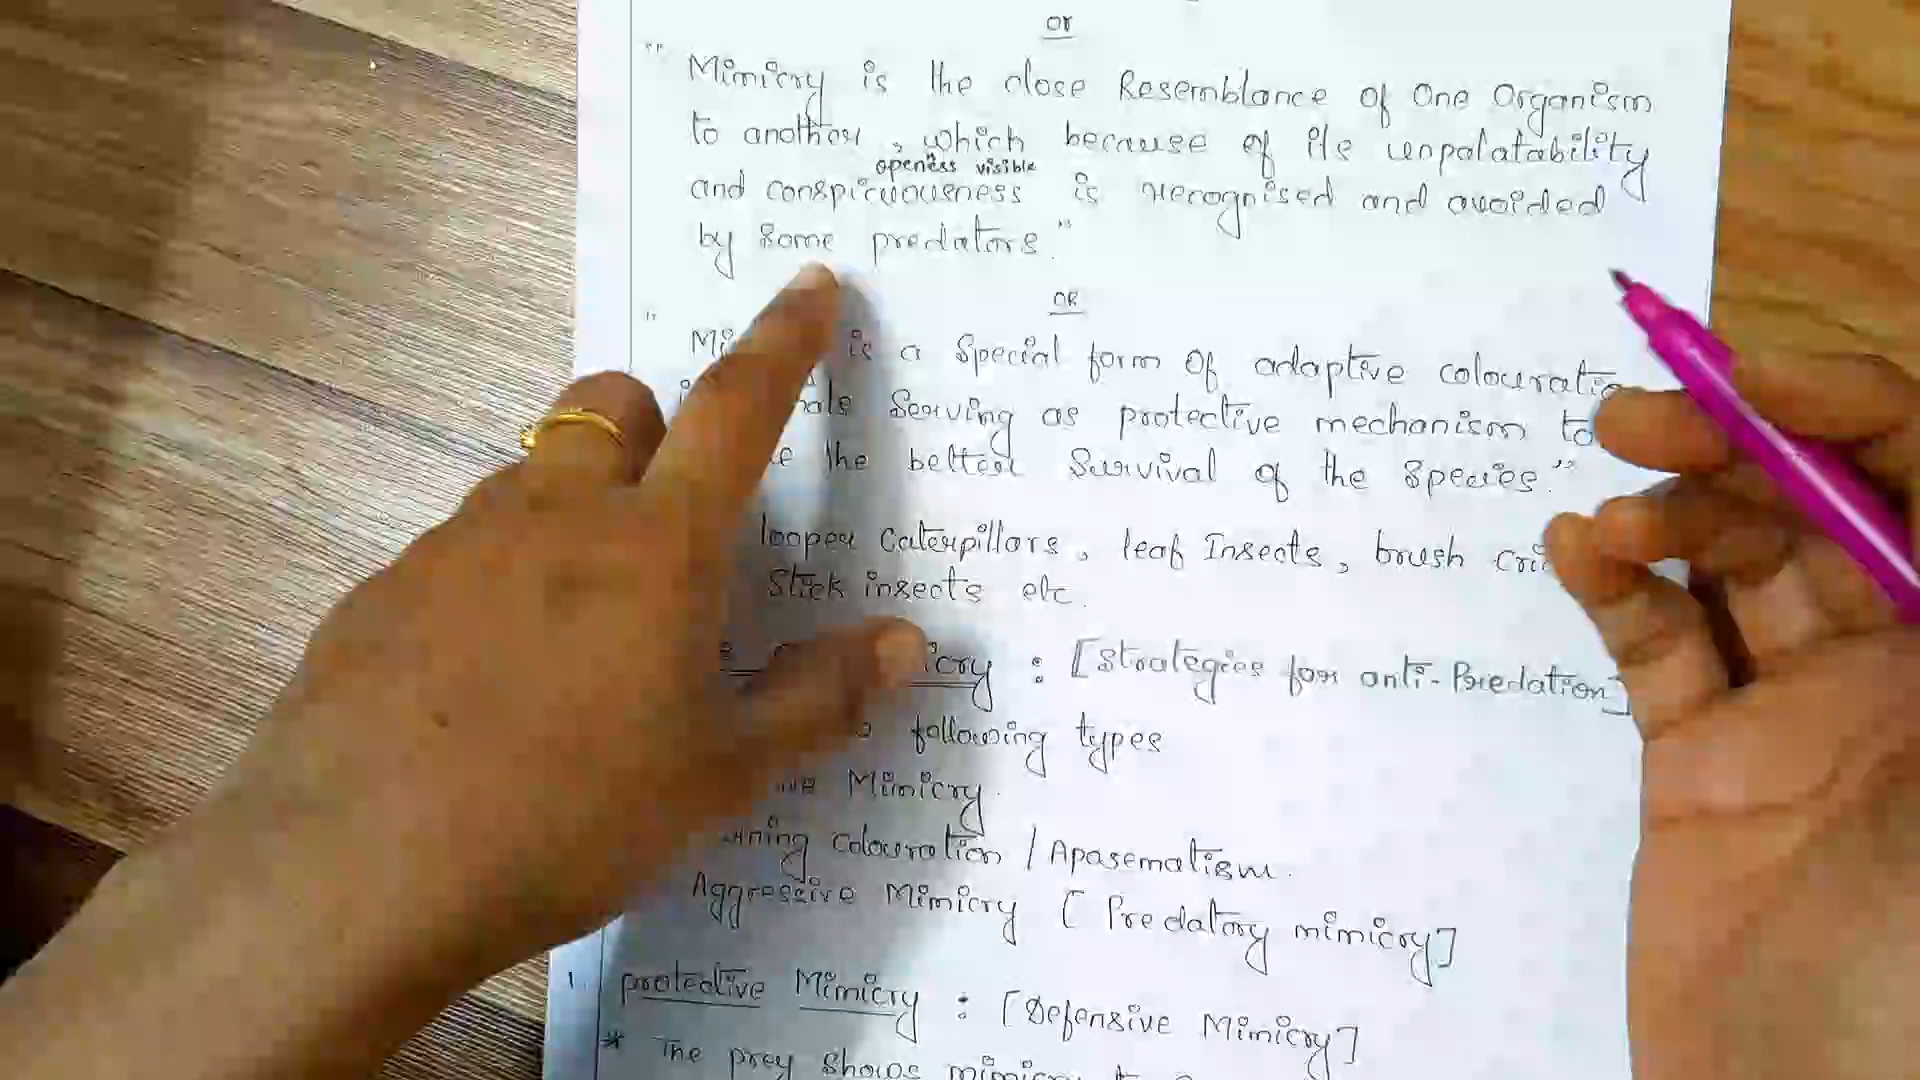 or
" Mimicry is the close Resemblance of One Organism
to another, which because of its unpalatability
openess visible
and conspicuousness is recognised and avoided
by some predators."
OR
" is a Special form of adaptive
Serving as protective mechanism to
the better Survival of the Species."
looper Caterpillars, leaf Insects, brush
Stick insects etc.
: [Strategies for anti-Predation]
following types
Mimicry.
Colouration / Apasematism.
Aggressive Mimicry [Predatory mimicry]
1. protective Mimicry : [Defensive Mimicry]
* The prey shows